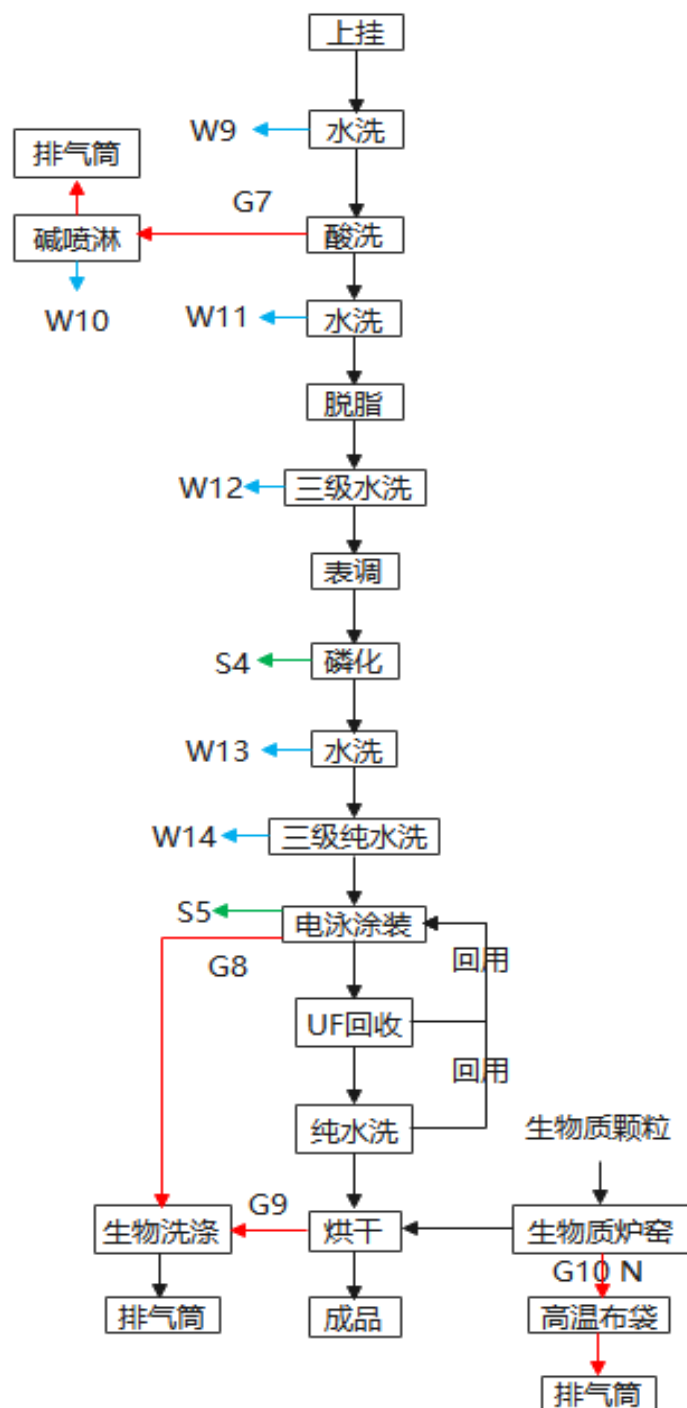 上挂
W9
水洗
排气筒
G7
碱喷淋
酸洗
W10
W11
水洗
脱脂
W12
三级水洗
表调
S4
磷化
W13
水洗
W14
三级纯水洗
S5
电泳涂装
G8
回用
UF回收
回用
纯水洗
生物质颗粒
G9
生物洗涤
烘干
生物质炉窑
G10 N
排气筒
成品
高温布袋
排气筒